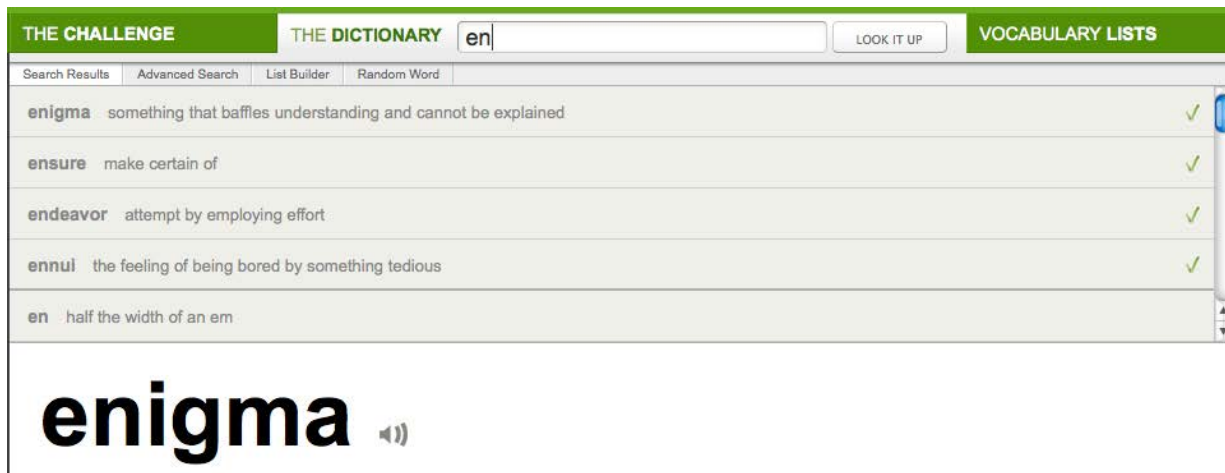 THE CHALLENGE THE DICTIONARY en LOOK IT UP VOCABULARY LISTS
Search Results Advanced Search List Builder Random Word
enigma something that baffles understanding and cannot be explained
ensure make certain of
endeavor attempt by employing effort
ennui the feeling of being bored by something tedious
en half the width of an em
enigma